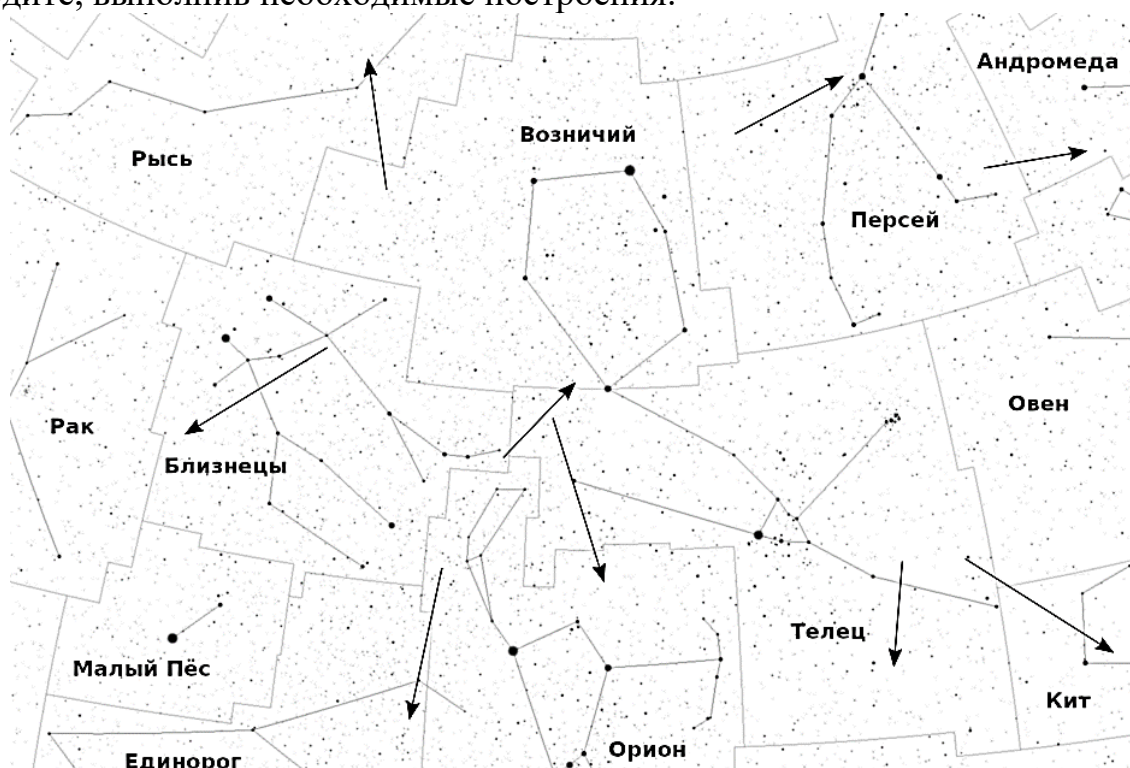 дите, выполнив необходимые построения.
Андромеда
Возничий
Рысь
Персей
Овен
Рак
Близнецы
Телец
Малый Пёс
Кит
Орион
Единорог